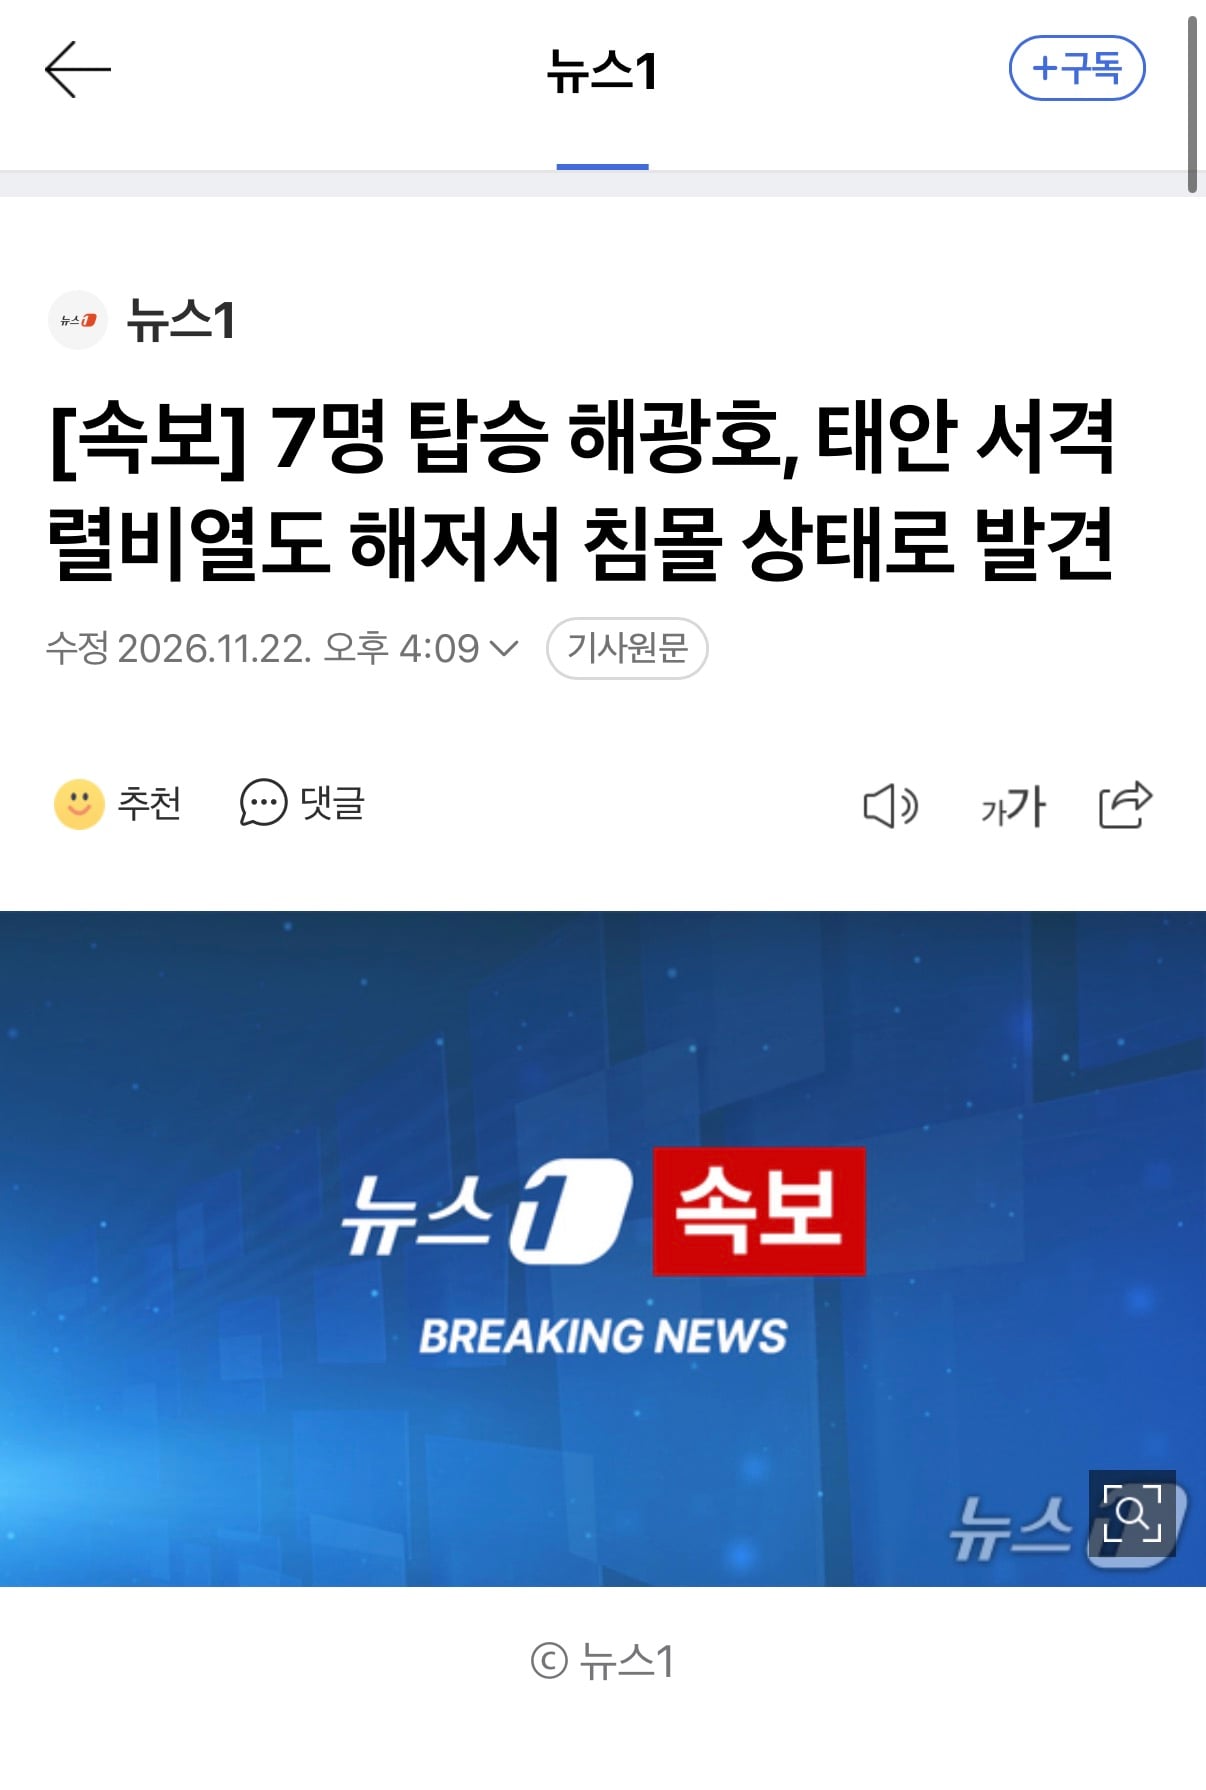 뉴스1
+구독
뉴스1
뉴스1
[속보] 7명 탑승 해광호, 태안 서격
렬비열도 해저서 침몰 상태로 발견
수정 2026.11.22. 오후 4:09
기사원문
추천
댓글
가가
뉴스1 속보
BREAKING NEWS
뉴스1
ⓒ 뉴스1